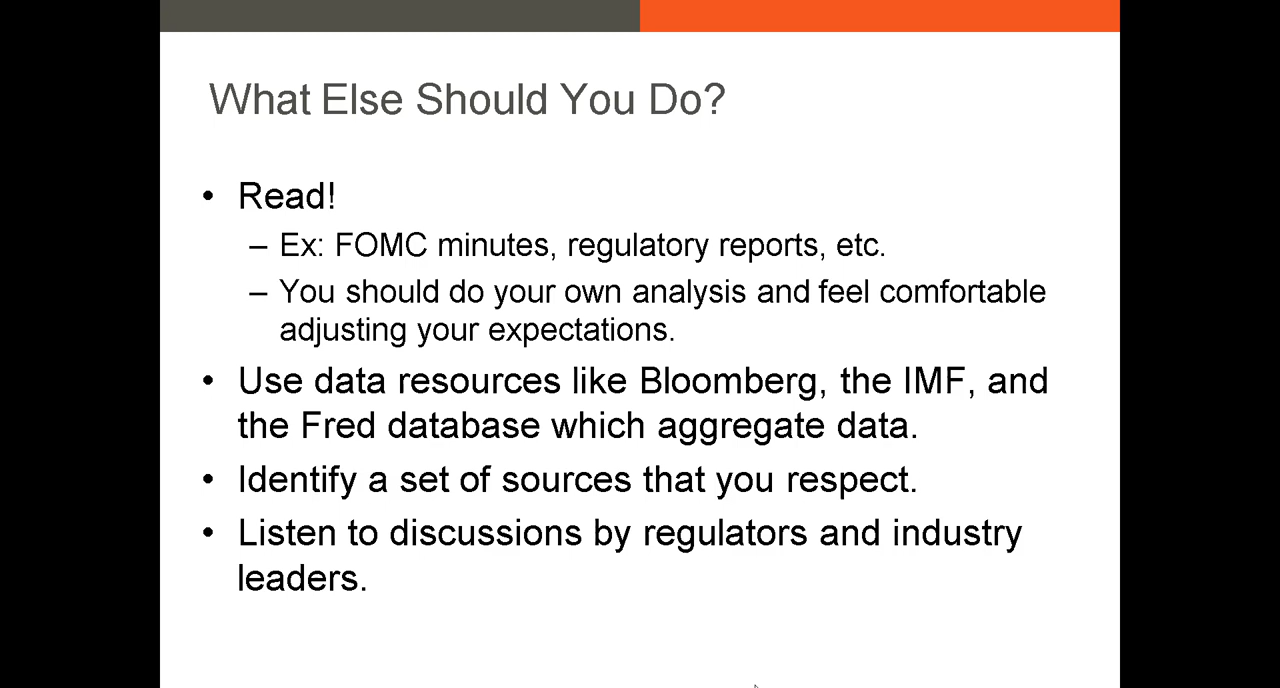 What Else Should You Do?
• Read!
– Ex: FOMC minutes, regulatory reports, etc.
– You should do your own analysis and feel comfortable
adjusting your expectations.
• Use data resources like Bloomberg, the IMF, and
the Fred database which aggregate data.
• Identify a set of sources that you respect.
• Listen to discussions by regulators and industry
leaders.